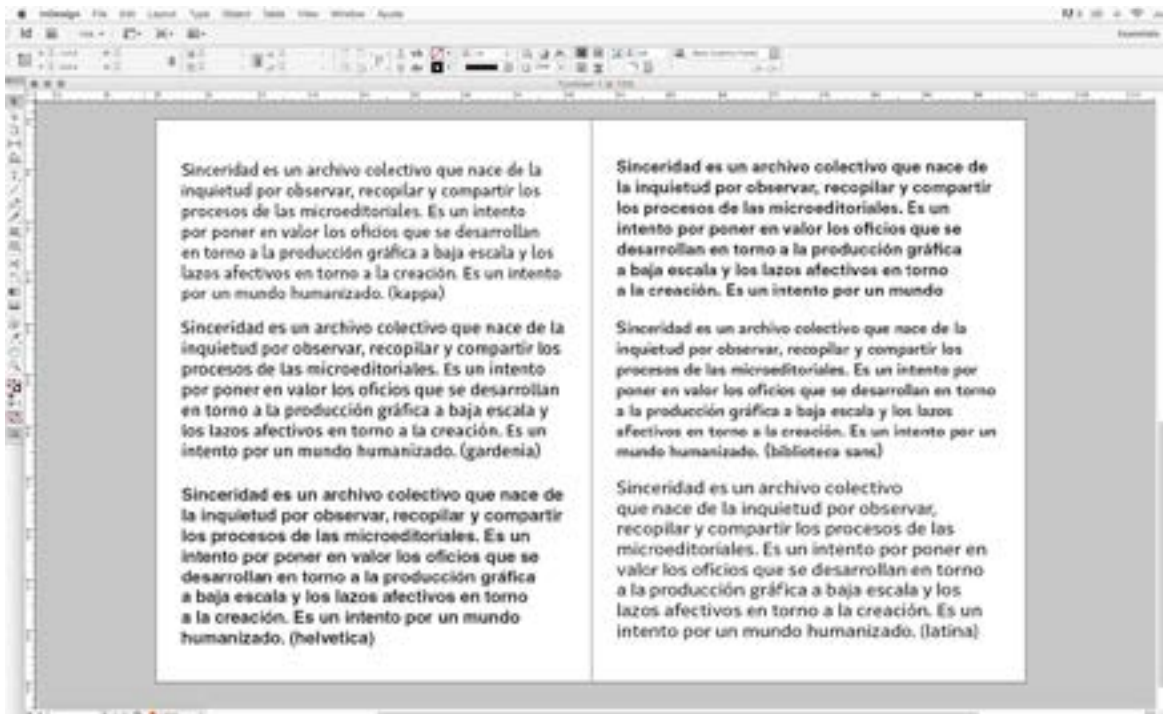 InDesign File Edit Layout Type Object Table View Window Ayuda
Sinceridad es un archivo colectivo que nace de la
inquietud por observar, recopilar y compartir los
procesos de las microeditoriales. Es un intento
por poner en valor los oficios que se desarrollan
en torno a la producción gráfica a baja escala y los
lazos afectivos en torno a la creación. Es un intento
por un mundo humanizado. (kappa)
Sinceridad es un archivo colectivo que nace de la
inquietud por observar, recopilar y compartir los
procesos de las microeditoriales. Es un intento
por poner en valor los oficios que se desarrollan
en torno a la producción gráfica a baja escala y
los lazos afectivos en torno a la creación. Es un
intento por un mundo humanizado. (gardenia)
Sinceridad es un archivo colectivo que nace de
la inquietud por observar, recopilar y compartir
los procesos de las microeditoriales. Es un
intento por poner en valor los oficios que se
desarrollan en torno a la producción gráfica
a baja escala y los lazos afectivos en torno
a la creación. Es un intento por un mundo
humanizado. (helvetica)
Sinceridad es un archivo colectivo que nace de
la inquietud por observar, recopilar y compartir
los procesos de las microeditoriales. Es un
intento por poner en valor los oficios que se
desarrollan en torno a la producción gráfica
a baja escala y los lazos afectivos en torno
a la creación. Es un intento por un mundo
Sinceridad es un archivo colectivo que nace de la
inquietud por observar, recopilar y compartir los
procesos de las microeditoriales. Es un intento por
poner en valor los oficios que se desarrollan en torno
a la producción gráfica a baja escala y los lazos
afectivos en torno a la creación. Es un intento por un
mundo humanizado. (biblioteca sans)
Sinceridad es un archivo colectivo
que nace de la inquietud por observar,
recopilar y compartir los procesos de las
microeditoriales. Es un intento por poner en
valor los oficios que se desarrollan en torno
a la producción gráfica a baja escala y los
lazos afectivos en torno a la creación. Es un
intento por un mundo humanizado. (latina)